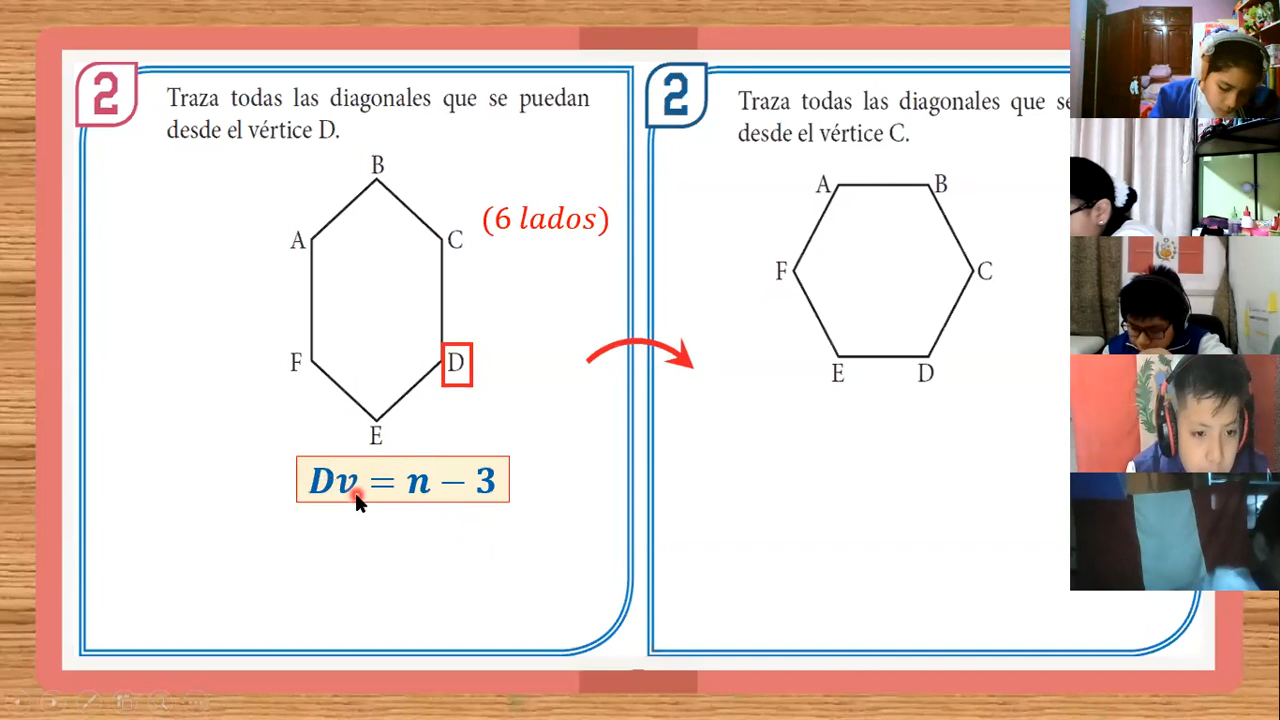 2
Traza todas las diagonales que se puedan
desde el vértice D.
B
A
C
(6 lados)
F
D
E
Dv = n − 3
2
Traza todas las diagonales que se
desde el vértice C.
A
B
F
C
E
D